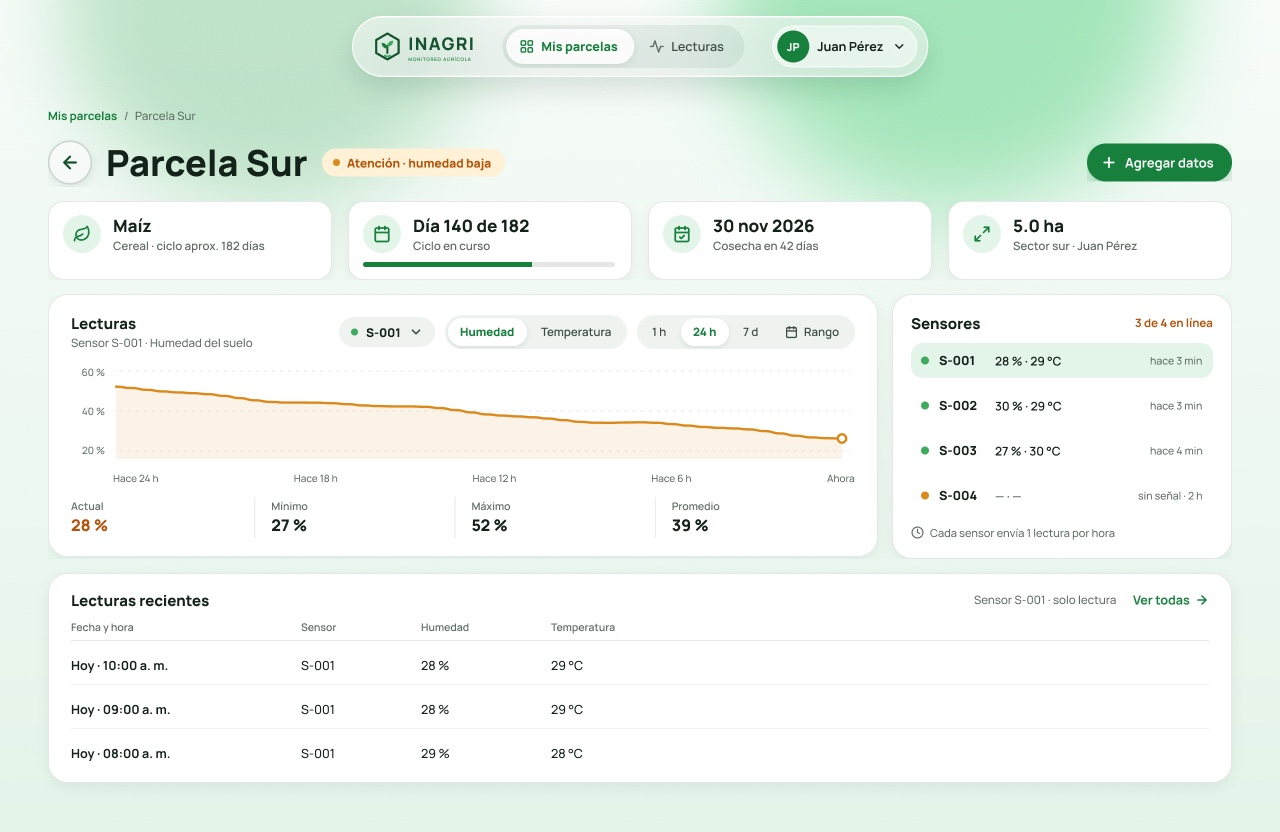 INAGRI
MONITOREO AGRÍCOLA
Mis parcelas
Lecturas
JP
Juan Pérez
Mis parcelas / Parcela Sur
Parcela Sur
Atención · humedad baja
Agregar datos
Maíz
Cereal · ciclo aprox. 182 días
Día 140 de 182
Ciclo en curso
30 nov 2026
Cosecha en 42 días
5.0 ha
Sector sur · Juan Pérez
Lecturas
Sensor S-001 · Humedad del suelo
S-001
Humedad
Temperatura
1 h
24 h
7 d
Rango
60 %
40 %
20 %
Hace 24 h
Hace 18 h
Hace 12 h
Hace 6 h
Ahora
Actual
28 %
Mínimo
27 %
Máximo
52 %
Promedio
39 %
Sensores
3 de 4 en línea
S-001 28 % · 29 °C hace 3 min
S-002 30 % · 29 °C hace 3 min
S-003 27 % · 30 °C hace 4 min
S-004 — · — sin señal · 2 h
Cada sensor envía 1 lectura por hora
Lecturas recientes
Sensor S-001 · solo lectura
Ver todas
Fecha y hora Sensor Humedad Temperatura
Hoy · 10:00 a. m. S-001 28 % 29 °C
Hoy · 09:00 a. m. S-001 28 % 29 °C
Hoy · 08:00 a. m. S-001 29 % 28 °C